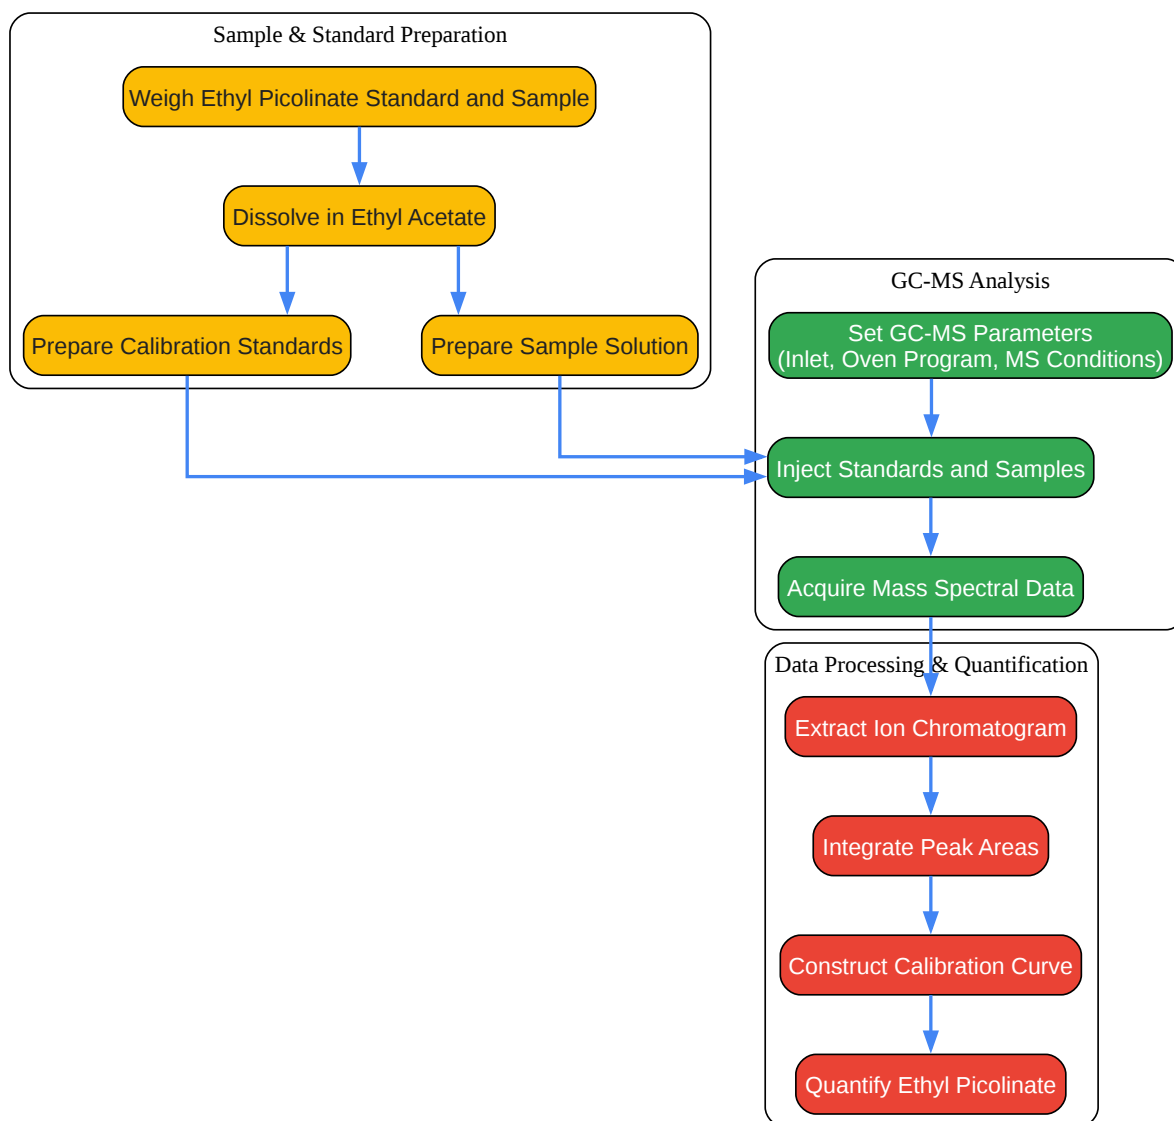 Sample & Standard Preparation
Weigh Ethyl Picolinate Standard and Sample
Dissolve in Ethyl Acetate
Prepare Calibration Standards
Prepare Sample Solution
GC-MS Analysis
Set GC-MS Parameters
(Inlet, Oven Program, MS Conditions)
Inject Standards and Samples
Acquire Mass Spectral Data
Data Processing & Quantification
Extract Ion Chromatogram
Integrate Peak Areas
Construct Calibration Curve
Quantify Ethyl Picolinate